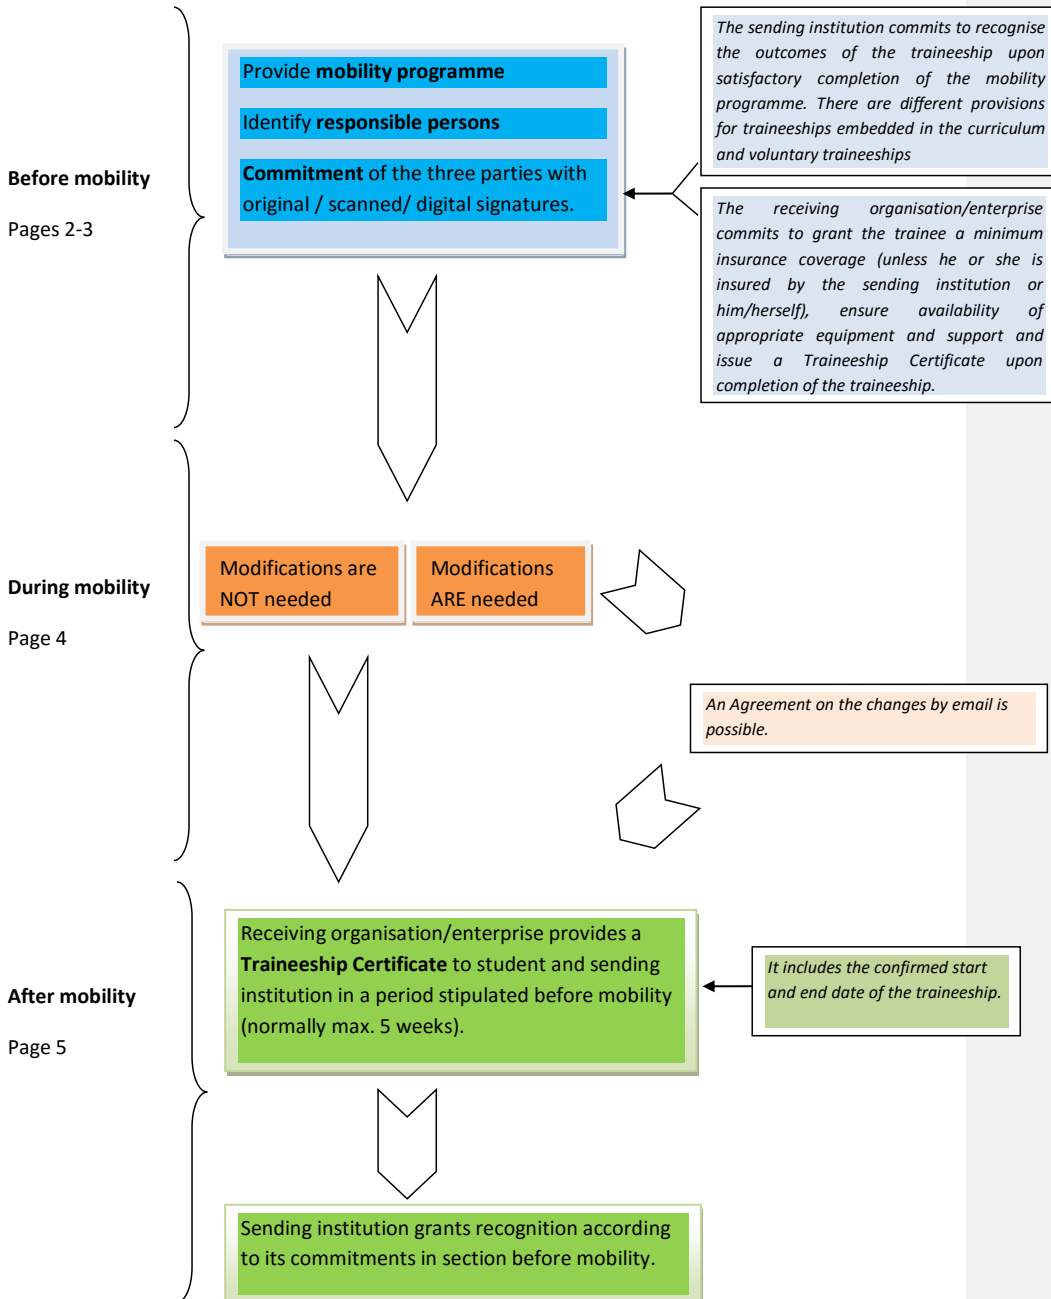 Before mobility
Pages 2-3
Provide mobility programme
Identify responsible persons
Commitment of the three parties with
original / scanned/ digital signatures.
The sending institution commits to recognise
the outcomes of the traineeship upon
satisfactory completion of the mobility
programme. There are different provisions
for traineeships embedded in the curriculum
and voluntary traineeships
The receiving organisation/enterprise
commits to grant the trainee a minimum
insurance coverage (unless he or she is
insured by the sending institution or
him/herself), ensure availability of
appropriate equipment and support and
issue a Traineeship Certificate upon
completion of the traineeship.
During mobility
Page 4
Modifications are
NOT needed
Modifications
ARE needed
An Agreement on the changes by email is
possible.
After mobility
Page 5
Receiving organisation/enterprise provides a
Traineeship Certificate to student and sending
institution in a period stipulated before mobility
(normally max. 5 weeks).
It includes the confirmed start
and end date of the traineeship.
Sending institution grants recognition according
to its commitments in section before mobility.